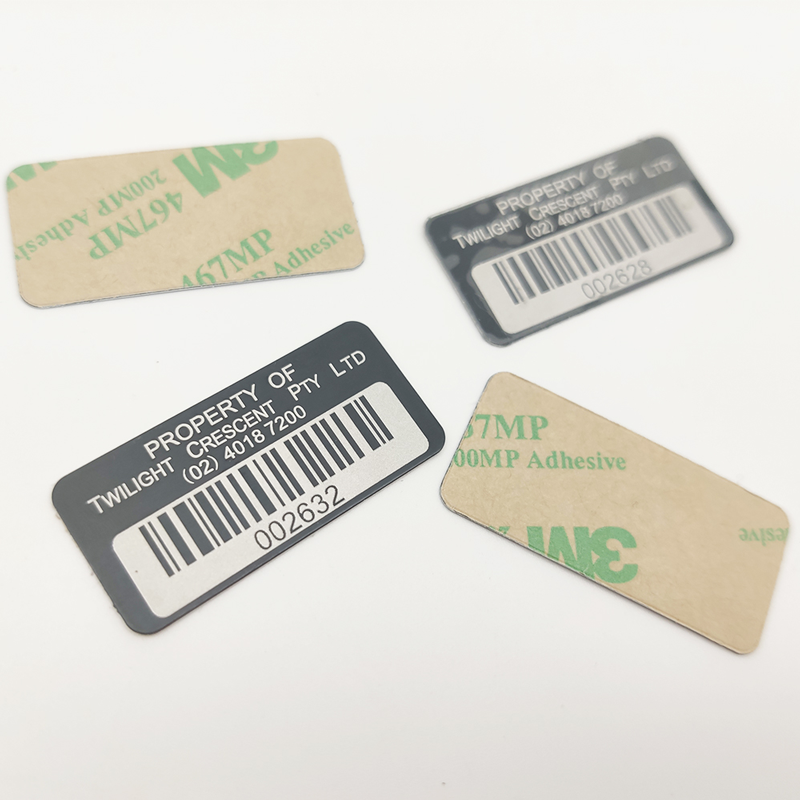 3M
200MP Adhesive
467MP
467MP
MP Adhesive
PROPERTY OF
TWILIGHT CRESCENT PTY LTD
(02) 4018 7200
002628
PROPERTY OF
TWILIGHT CRESCENT PTY LTD
(02) 4018 7200
002632
67MP
00MP Adhesive
3M
esive